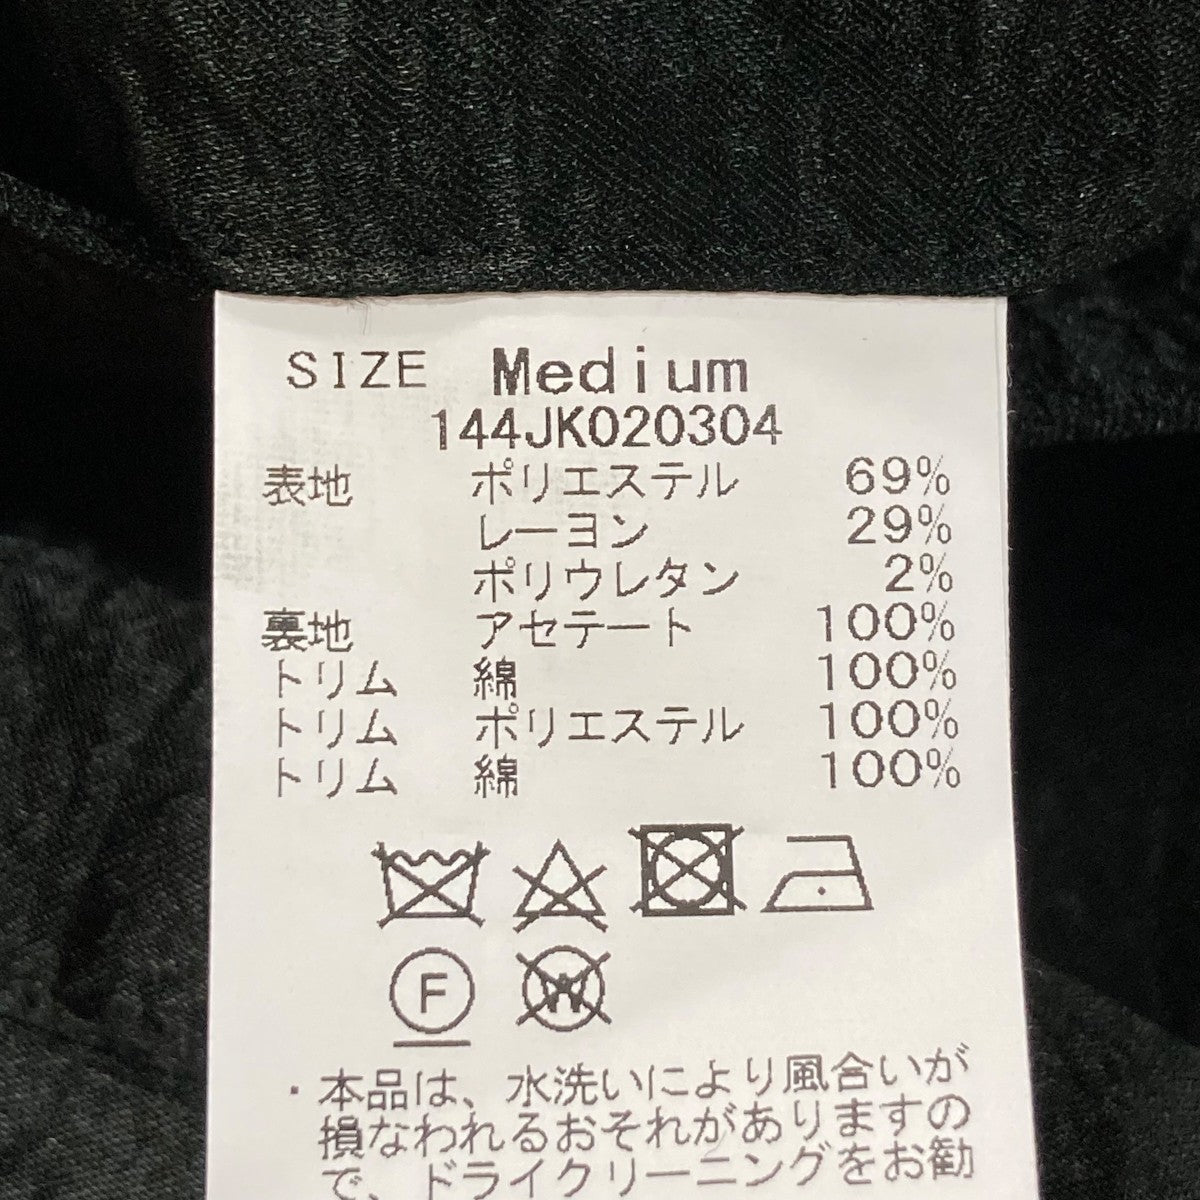 SIZE Medium
144JK020304
表地 ポリエステル 69%
レーヨン 29%
ポリウレタン 2%
裏地 アセテート 100%
トリム 綿 100%
トリム ポリエステル 100%
トリム 綿 100%
F W
・本品は、水洗いにより風合いが
損なわれるおそれがありますの
で、ドライクリーニングをお勧